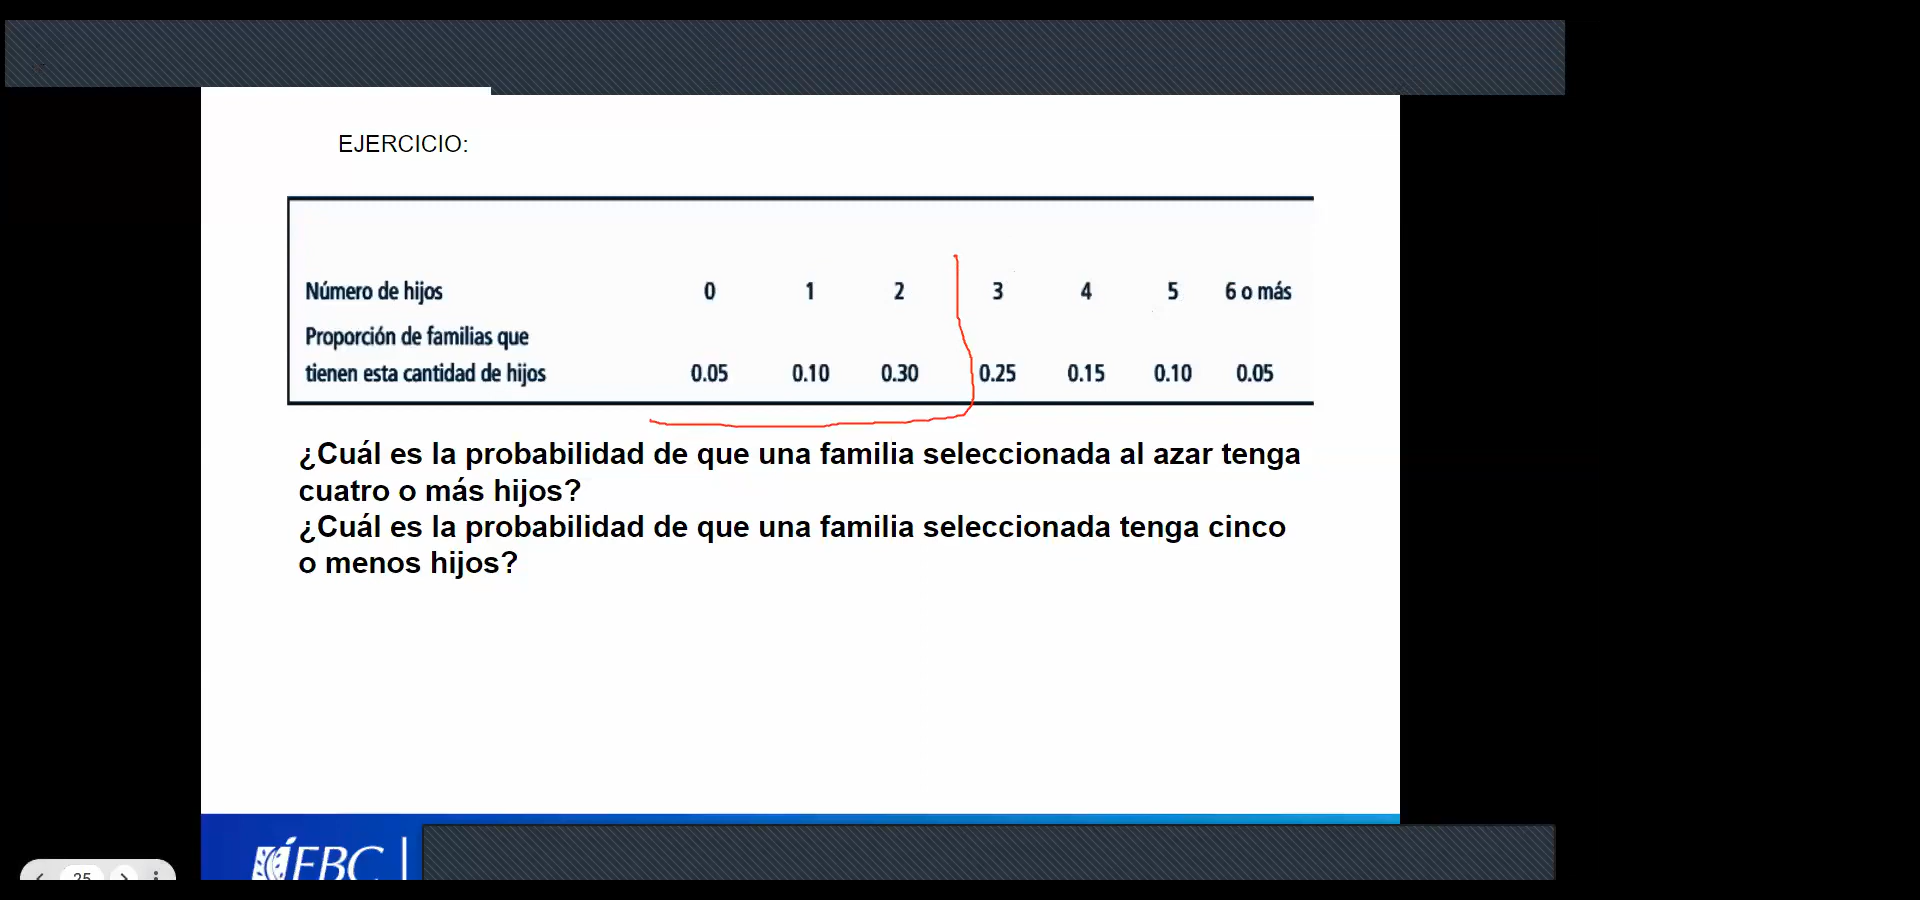 EJERCICIO:
Número de hijos 0 1 2 3 4 5 6 o más
Proporción de familias que
tienen esta cantidad de hijos 0.05 0.10 0.30 0.25 0.15 0.10 0.05
¿Cuál es la probabilidad de que una familia seleccionada al azar tenga
cuatro o más hijos?
¿Cuál es la probabilidad de que una familia seleccionada tenga cinco
o menos hijos?
EBC
25